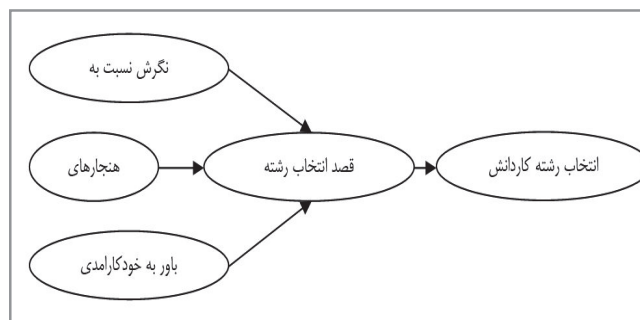 نگرش نسبت به
هنجارهای
قصد انتخاب رشته
انتخاب رشته کاردانش
باور به خودکارامدی